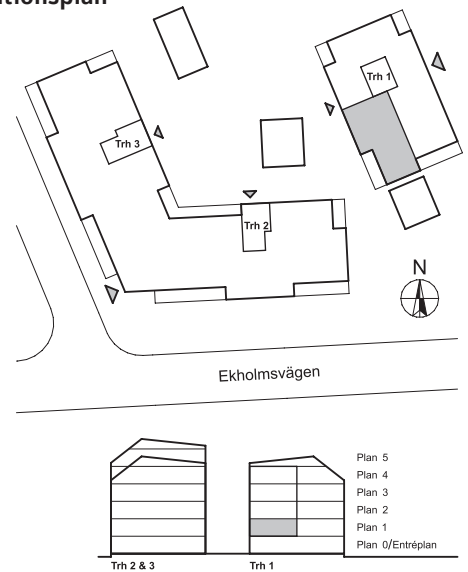 tionsplan
Trh 1
Trh 3
Trh 2
N
Ekholmsvägen
Plan 5
Plan 4
Plan 3
Plan 2
Plan 1
Plan 0/Entréplan
Trh 2 & 3
Trh 1